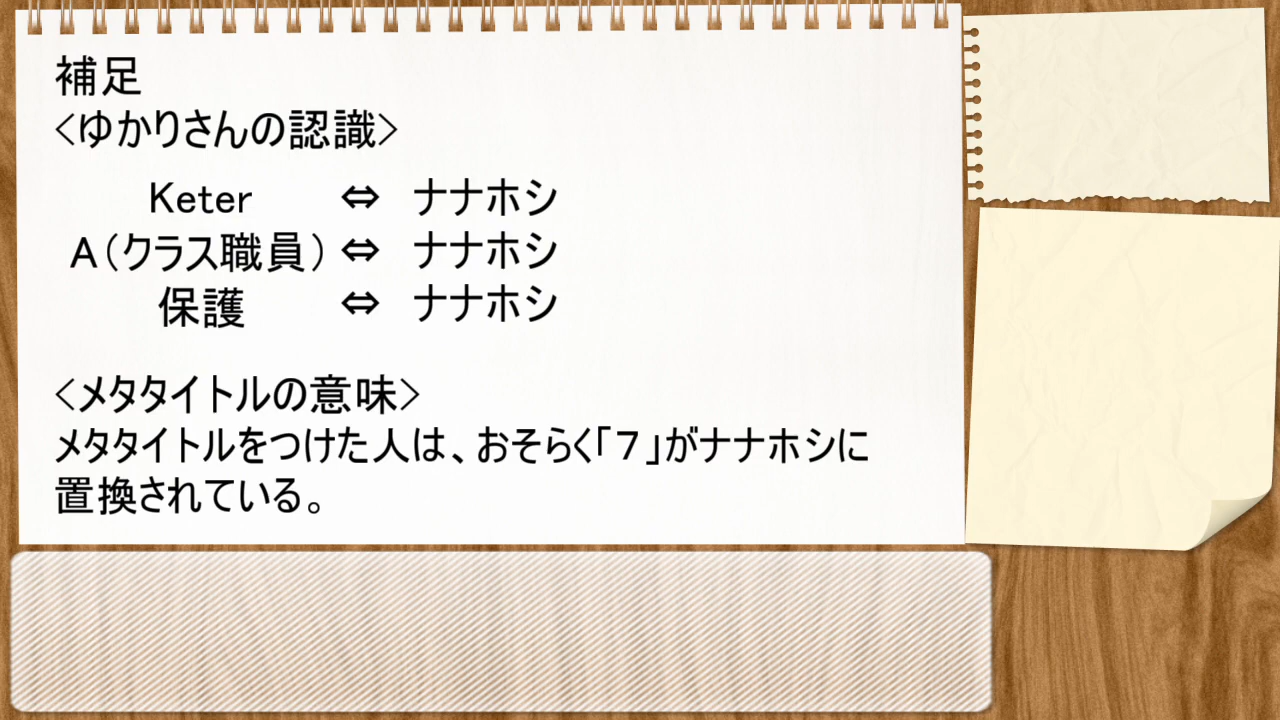 補足
<ゆかりさんの認識>
Keter ⇔ ナナホシ
A(クラス職員) ⇔ ナナホシ
保護 ⇔ ナナホシ
<メタタイトルの意味>
メタタイトルをつけた人は、おそらく「７」がナナホシに
置換されている。